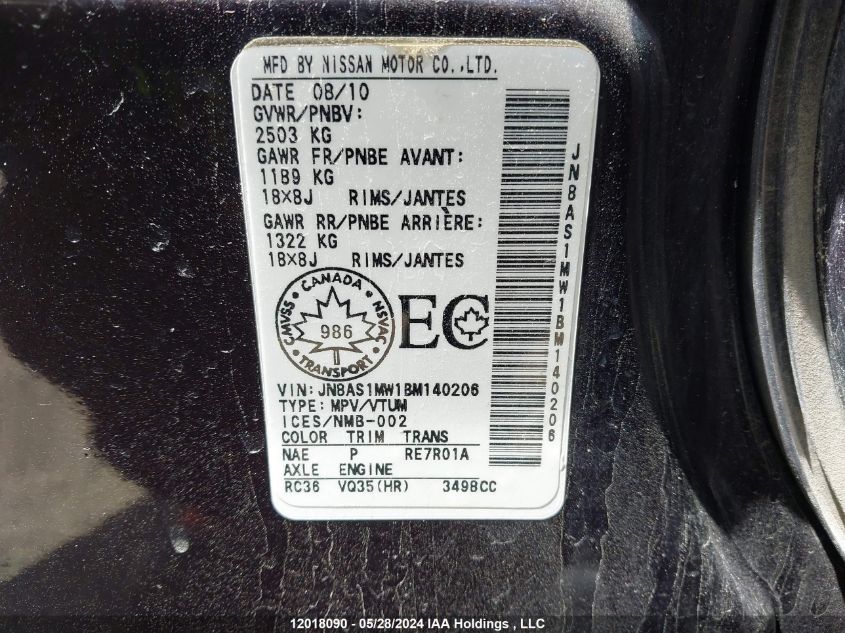 MFD BY NISSAN MOTOR CO.,LTD.
DATE 08/10
GVWR/PNBV:
2503 KG
GAWR FR/PNBE AVANT:
1189 KG
18X8J RIMS/JANTES
GAWR RR/PNBE ARRIÈRE:
1322 KG
18X8J RIMS/JANTES
CANADA
CMVSS 986 NSVAC
TRANSPORT
EC
VIN: JN8AS1MW1BM140206
TYPE: MPV/VTUM
ICES/NMB-002
COLOR TRIM TRANS
NAE P RE7R01A
AXLE ENGINE
RC36 VQ35(HR) 3498CC
JN8AS1MW1BM140206
12018090 - 05/28/2024 IAA Holdings , LLC